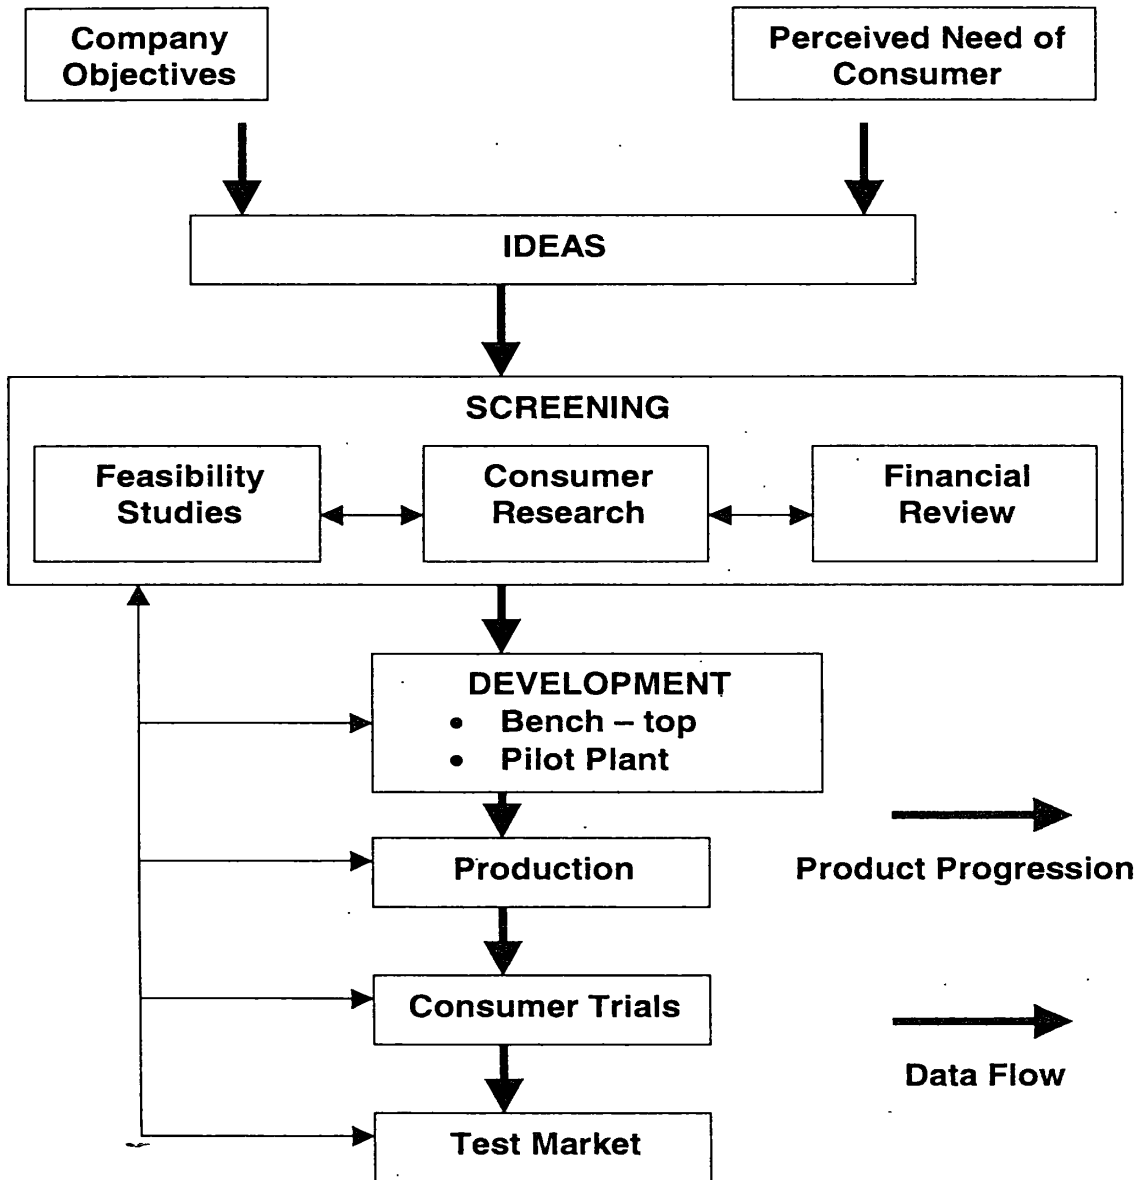 Company
Objectives
Perceived Need of
Consumer
IDEAS
SCREENING
Feasibility
Studies
Consumer
Research
Financial
Review
DEVELOPMENT
• Bench – top
• Pilot Plant
Production
Product Progression
Consumer Trials
Data Flow
Test Market